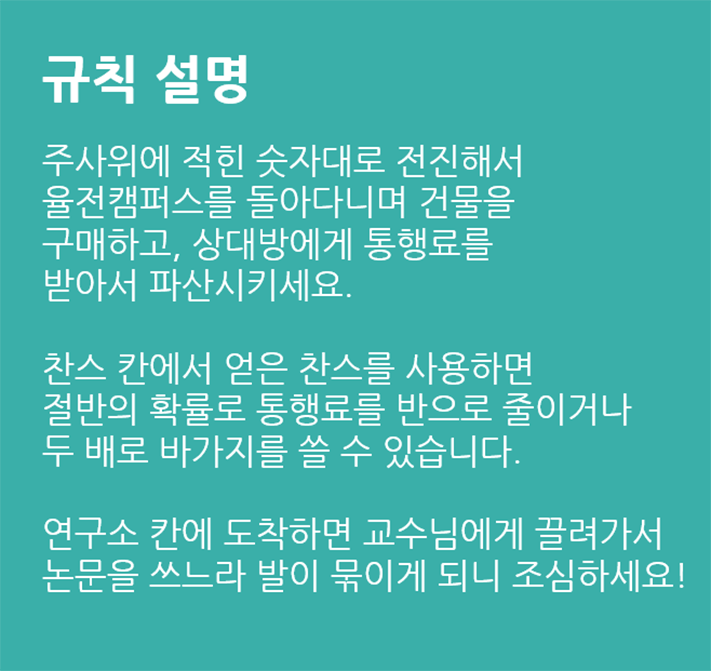 규칙 설명
주사위에 적힌 숫자대로 전진해서
율전캠퍼스를 돌아다니며 건물을
구매하고, 상대방에게 통행료를
받아서 파산시키세요.
찬스 칸에서 얻은 찬스를 사용하면
절반의 확률로 통행료를 반으로 줄이거나
두 배로 바가지를 쓸 수 있습니다.
연구소 칸에 도착하면 교수님에게 끌려가서
논문을 쓰느라 발이 묶이게 되니 조심하세요!